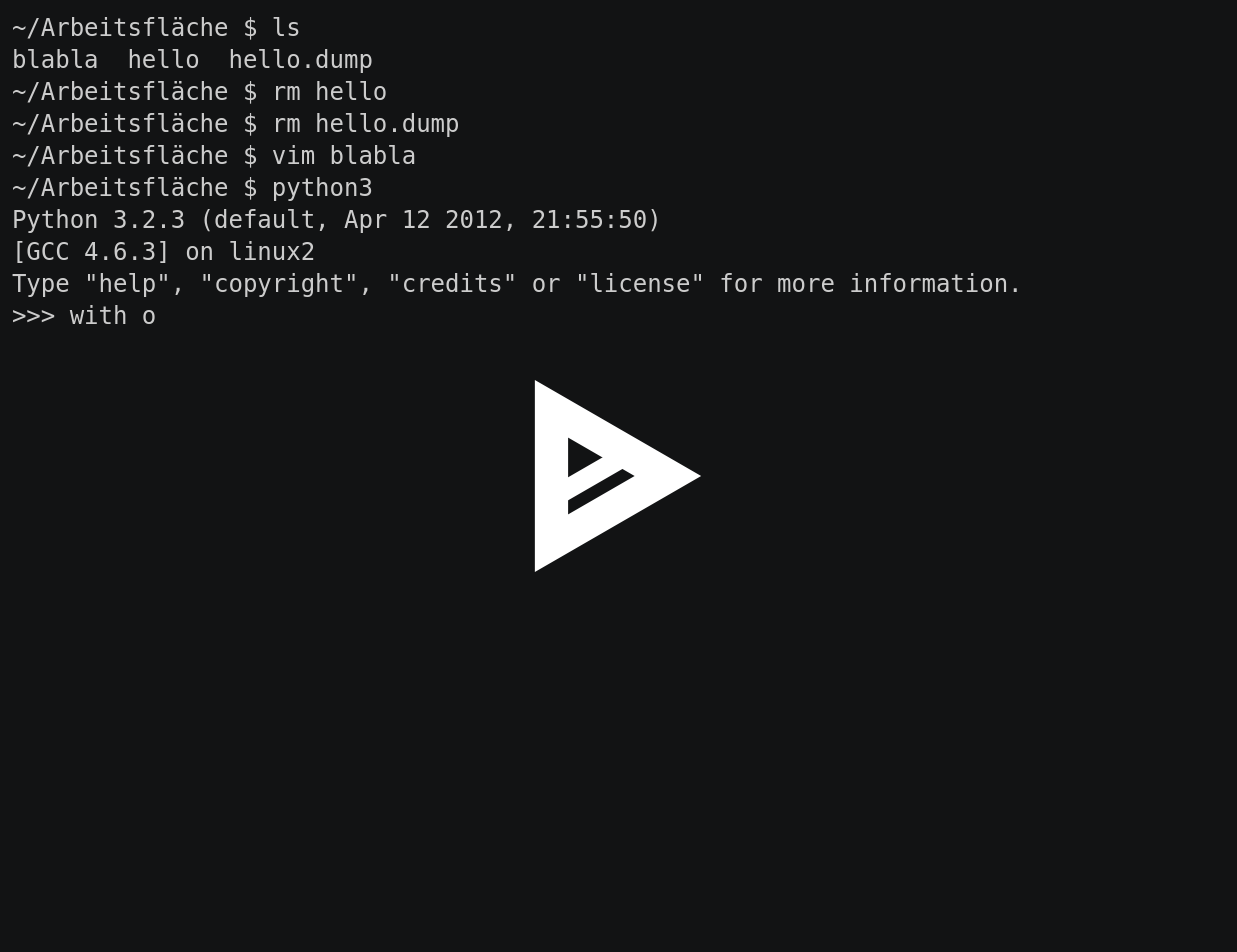 ~/Arbeitsfläche $ ls
blabla  hello  hello.dump
~/Arbeitsfläche $ rm hello
~/Arbeitsfläche $ rm hello.dump
~/Arbeitsfläche $ vim blabla
~/Arbeitsfläche $ python3
Python 3.2.3 (default, Apr 12 2012, 21:55:50)
[GCC 4.6.3] on linux2
Type "help", "copyright", "credits" or "license" for more information.
>>> with o